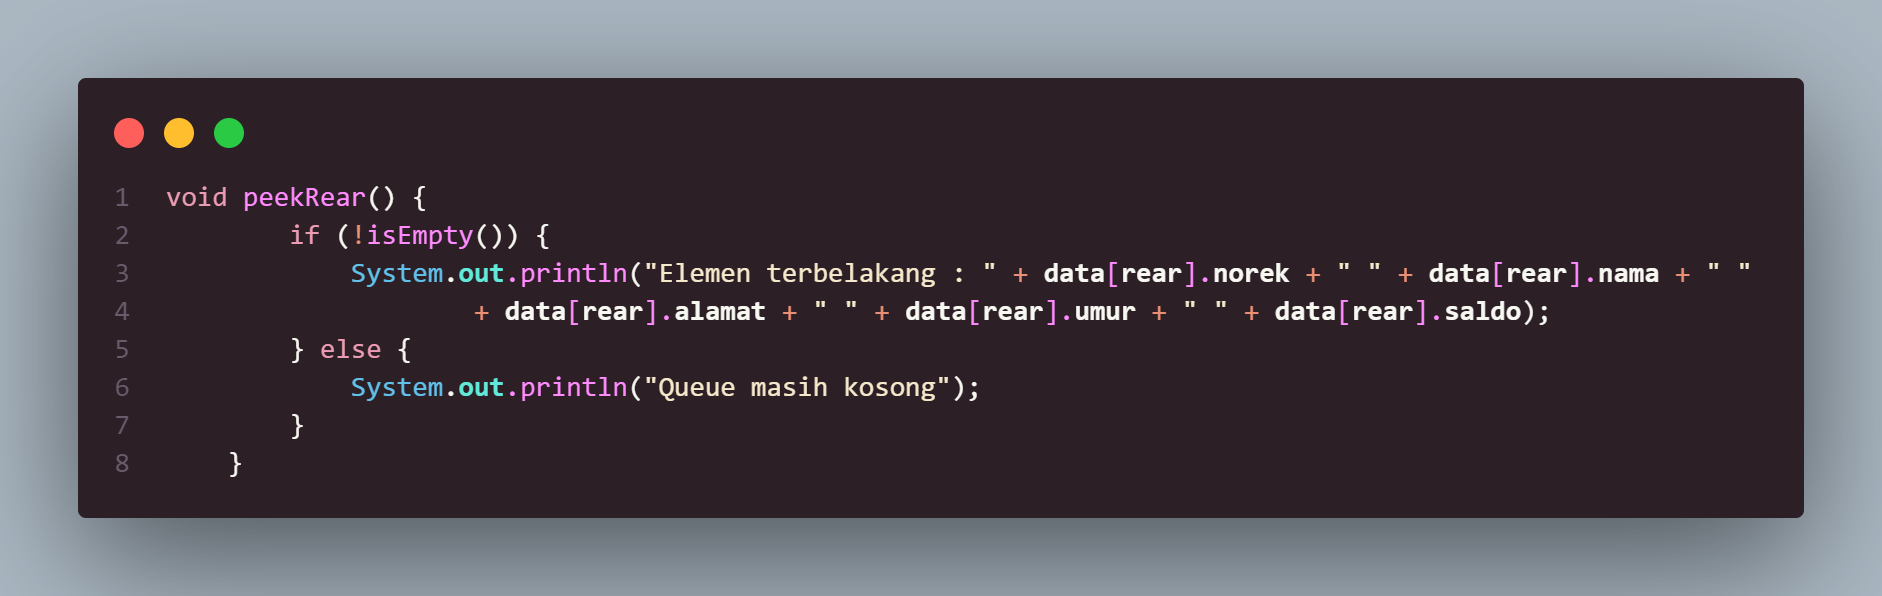 1 void peekRear() {
2 if (!isEmpty()) {
3 System.out.println("Elemen terbelakang : " + data[rear].norek + " " + data[rear].nama + " "
4 + data[rear].alamat + " " + data[rear].umur + " " + data[rear].saldo);
5 } else {
6 System.out.println("Queue masih kosong");
7 }
8 }